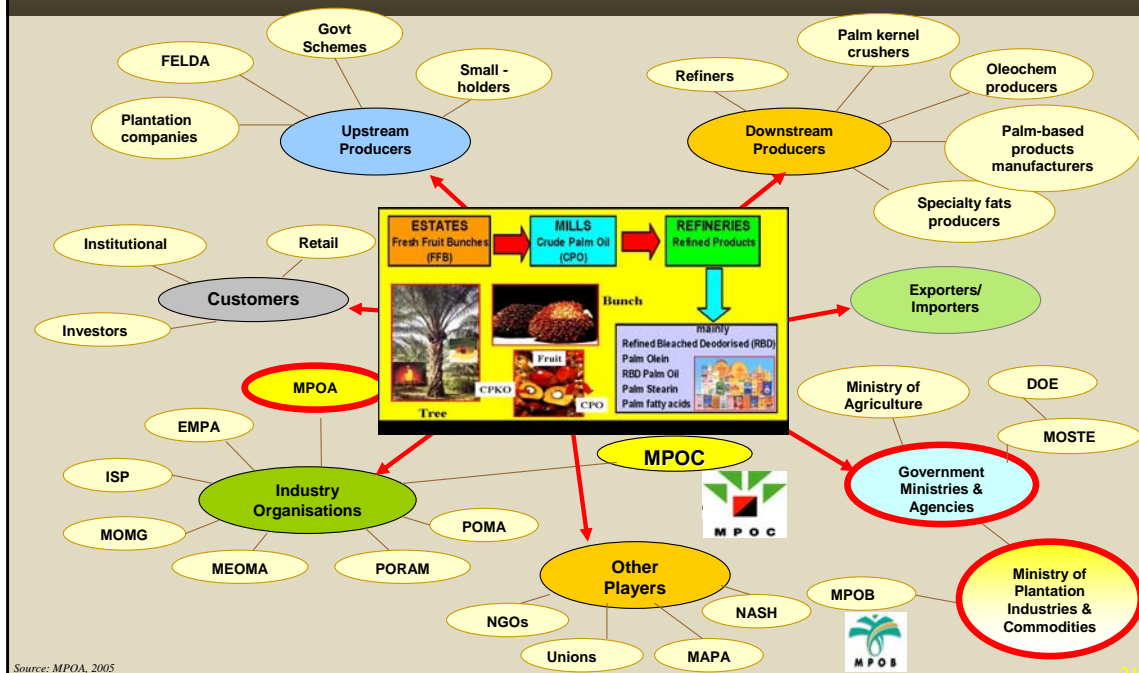 Govt
Schemes
FELDA
Small -
holders
Plantation
companies
Upstream
Producers
Palm kernel
crushers
Refiners
Oleochem
producers
Downstream
Producers
Palm-based
products
manufacturers
Specialty fats
producers
Institutional
Retail
Customers
Investors
ESTATES
Fresh Fruit Bunches
(FFB)
MILLS
Crude Palm Oil
(CPO)
REFINERIES
Refined Products
Bunch
Fruit
CPKO
CPO
Tree
mainly
Refined Bleached Deodorised (RBD)
Palm Olein
RBD Palm Oil
Palm Stearin
Palm fatty acids
Exporters/
Importers
MPOA
EMPA
ISP
MOMG
MEOMA
PORAM
POMA
Industry
Organisations
MPOC
MPOC
Ministry of
Agriculture
DOE
MOSTE
Government
Ministries &
Agencies
Other
Players
NGOs
Unions
MAPA
NASH
MPOB
MPOB
Ministry of
Plantation
Industries &
Commodities
Source: MPOA, 2005